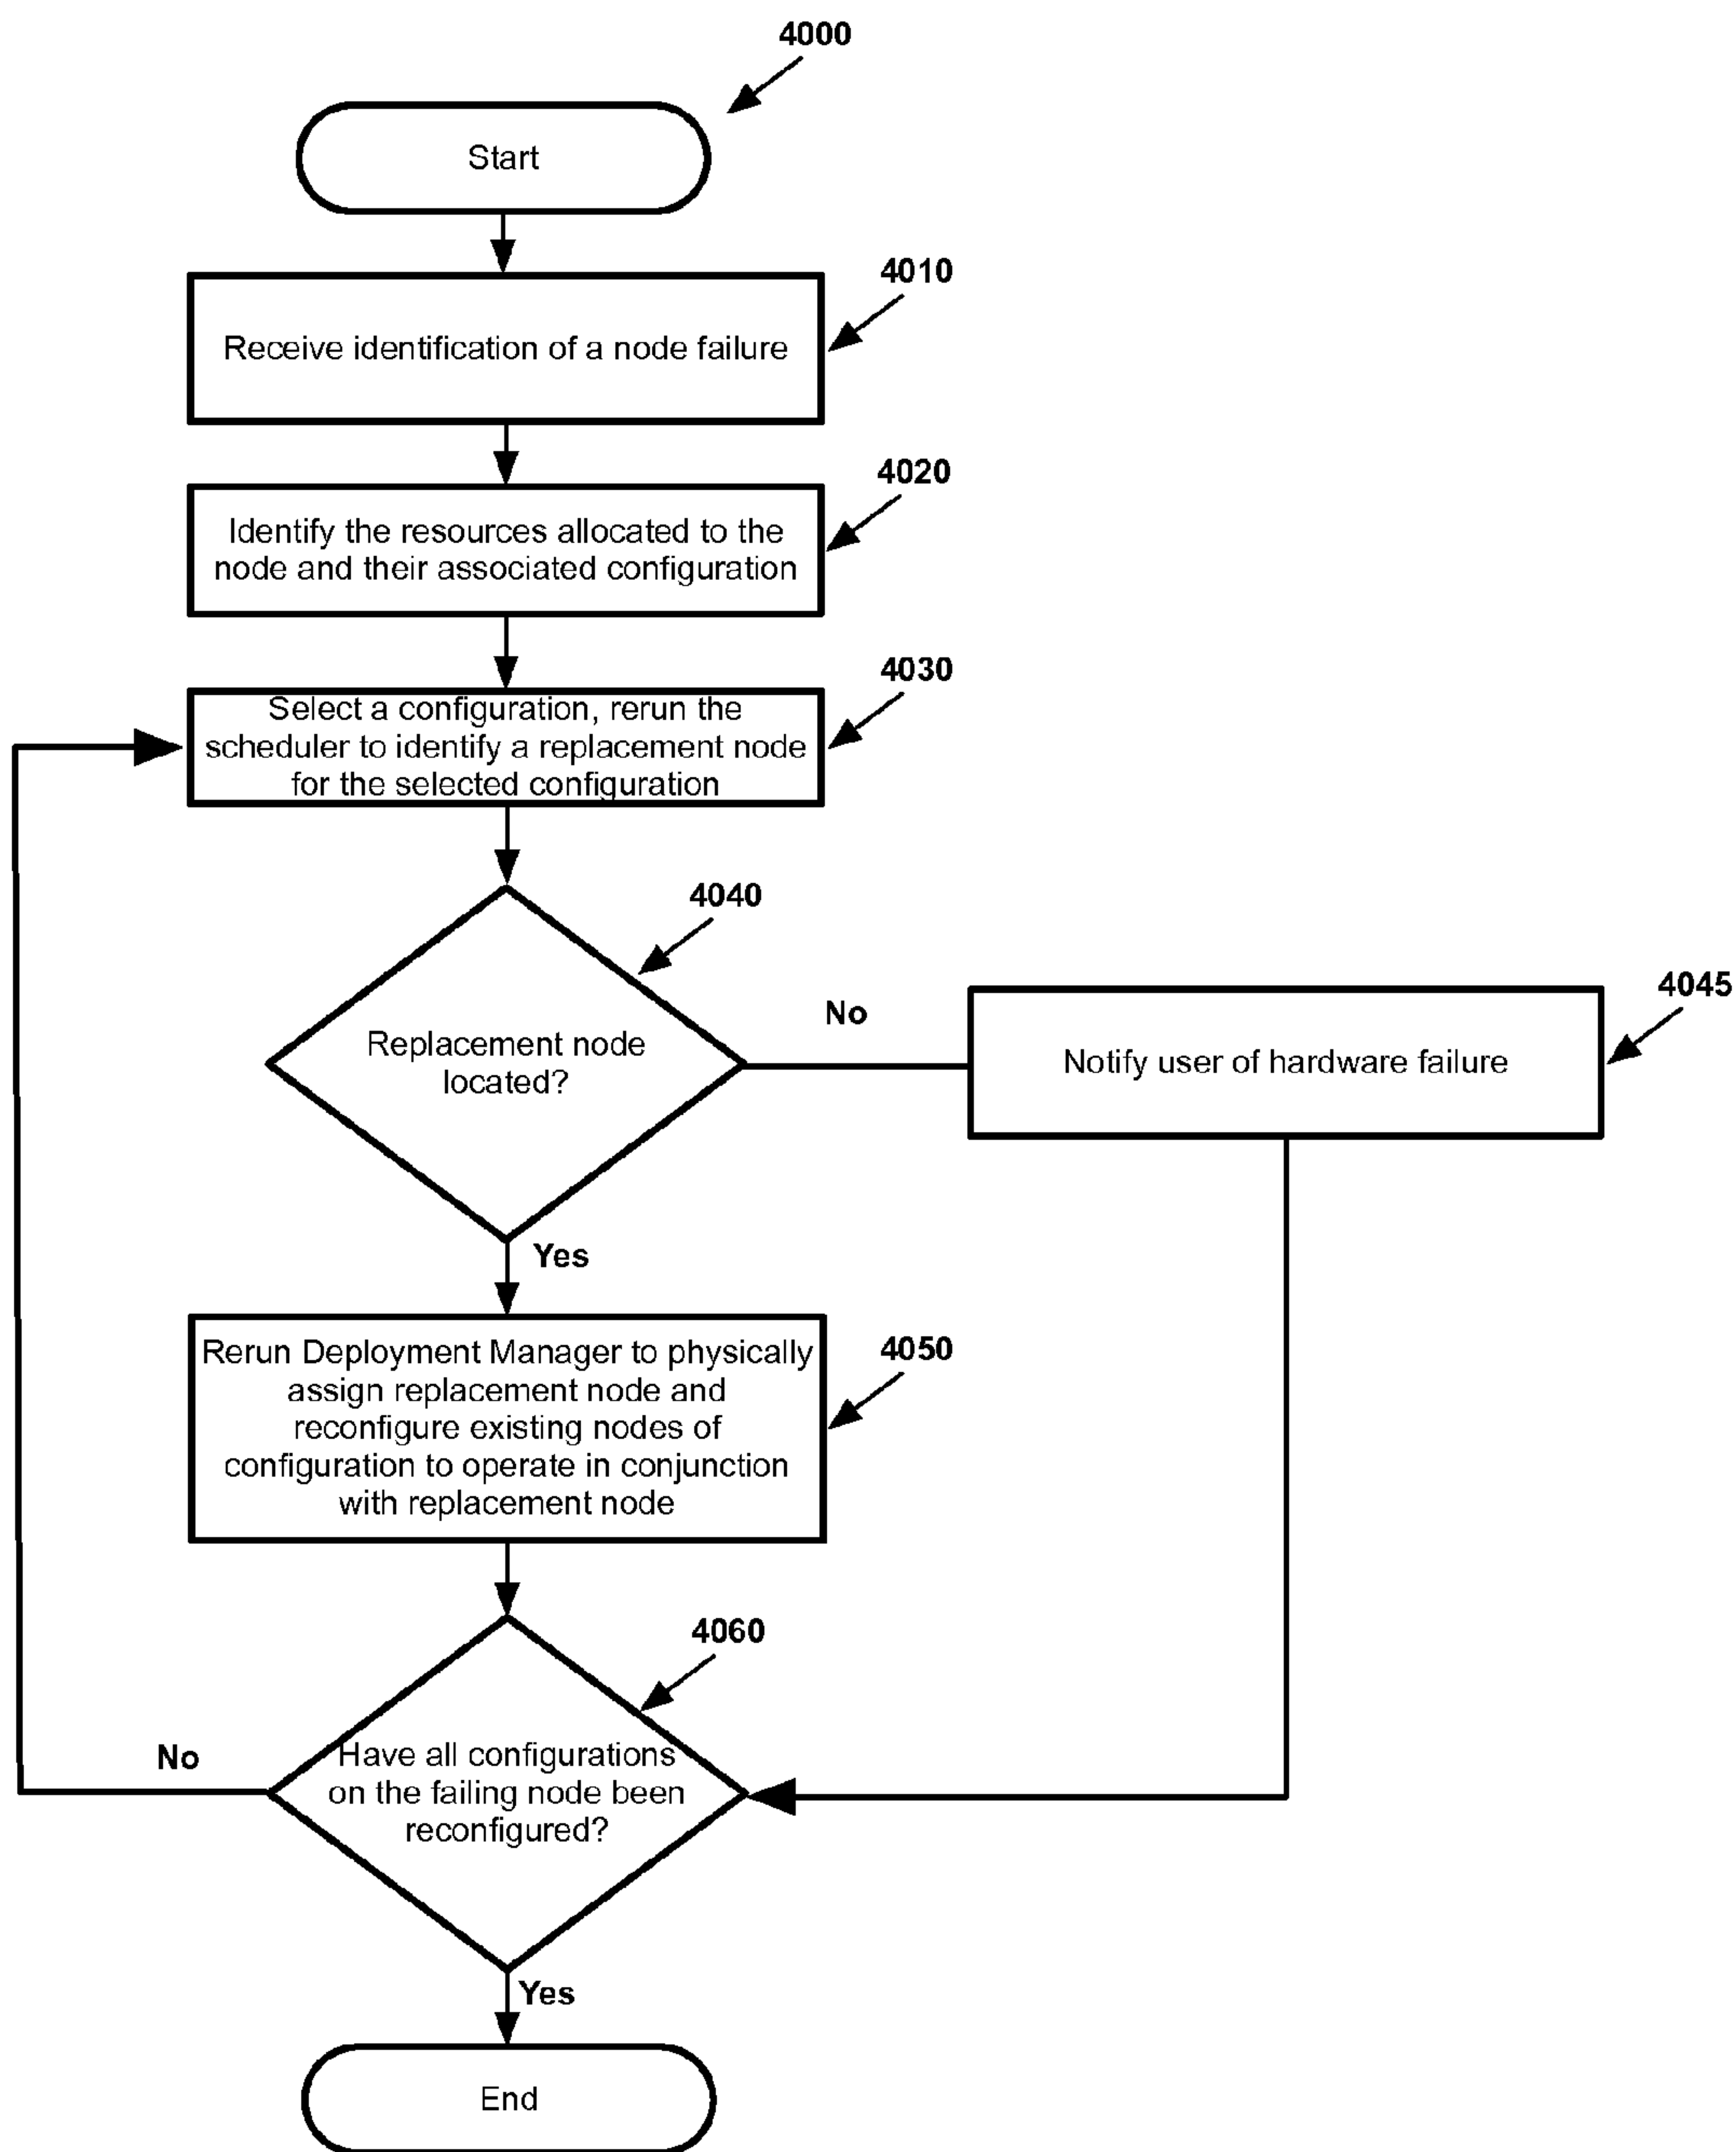 4000
Start
4010
Receive identification of a node failure
4020
Identify the resources allocated to the
node and their associated configuration
4030
Select a configuration, rerun the
scheduler to identify a replacement node
for the selected configuration
4040
Replacement node
located?
No
4045
Notify user of hardware failure
Yes
4050
Rerun Deployment Manager to physically
assign replacement node and
reconfigure existing nodes of
configuration to operate in conjunction
with replacement node
4060
Have all configurations
on the failing node been
reconfigured?
No
Yes
End